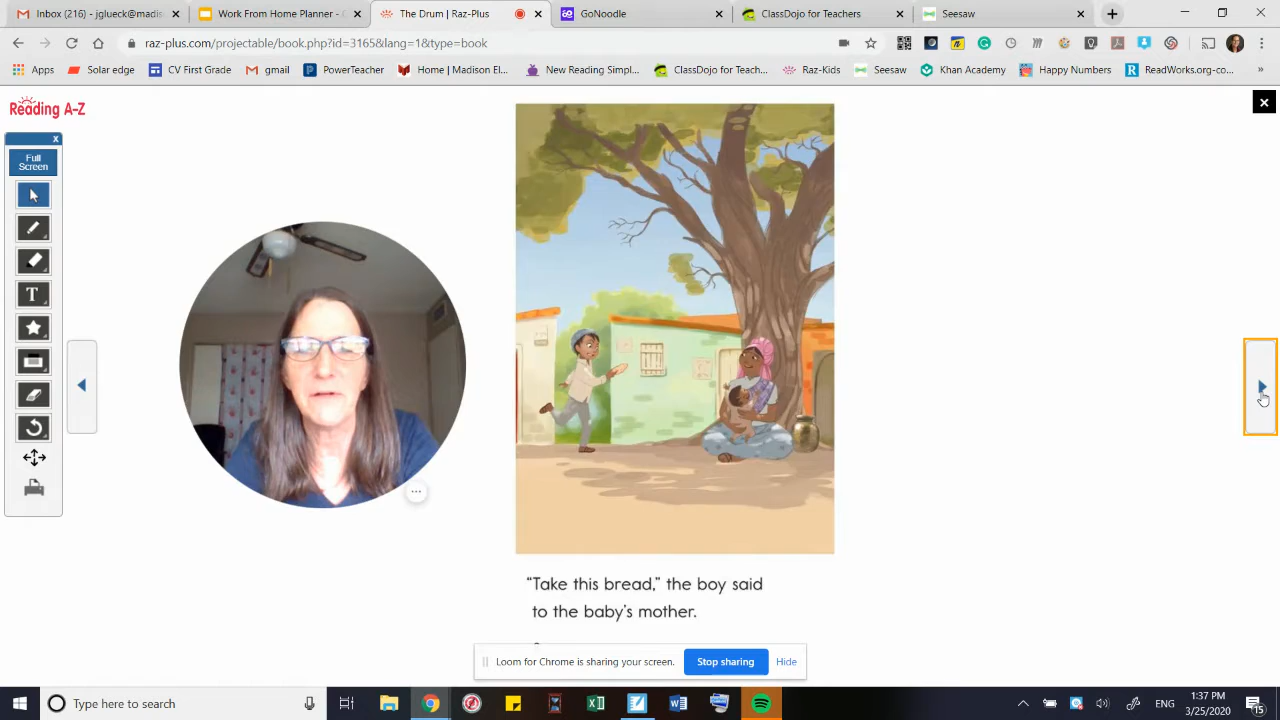 Inbox (209) - jglueck@madis
Work From Home Planner - G
The Drum | Raz-Plus
GoNoodle
ClassDojo for Teachers
Seesaw
raz-plus.com/projectable/book.php?id=3165&lang=1&type=book
Apps
Solar edge
CV First Grade
gmail
PowerTeacher
Home | Madison El...
New Reading Simpl...
ClassDojo for Teach...
Raz-Kids
Seesaw
Khan Academy
Happy Numbers
ReadWorks.org-co...
»
Reading A-Z
x
Full
Screen
T
“Take this bread,” the boy said
to the baby’s mother.
Loom for Chrome is sharing your screen.
Stop sharing
Hide
Type here to search
ENG
1:37 PM
3/25/2020
15